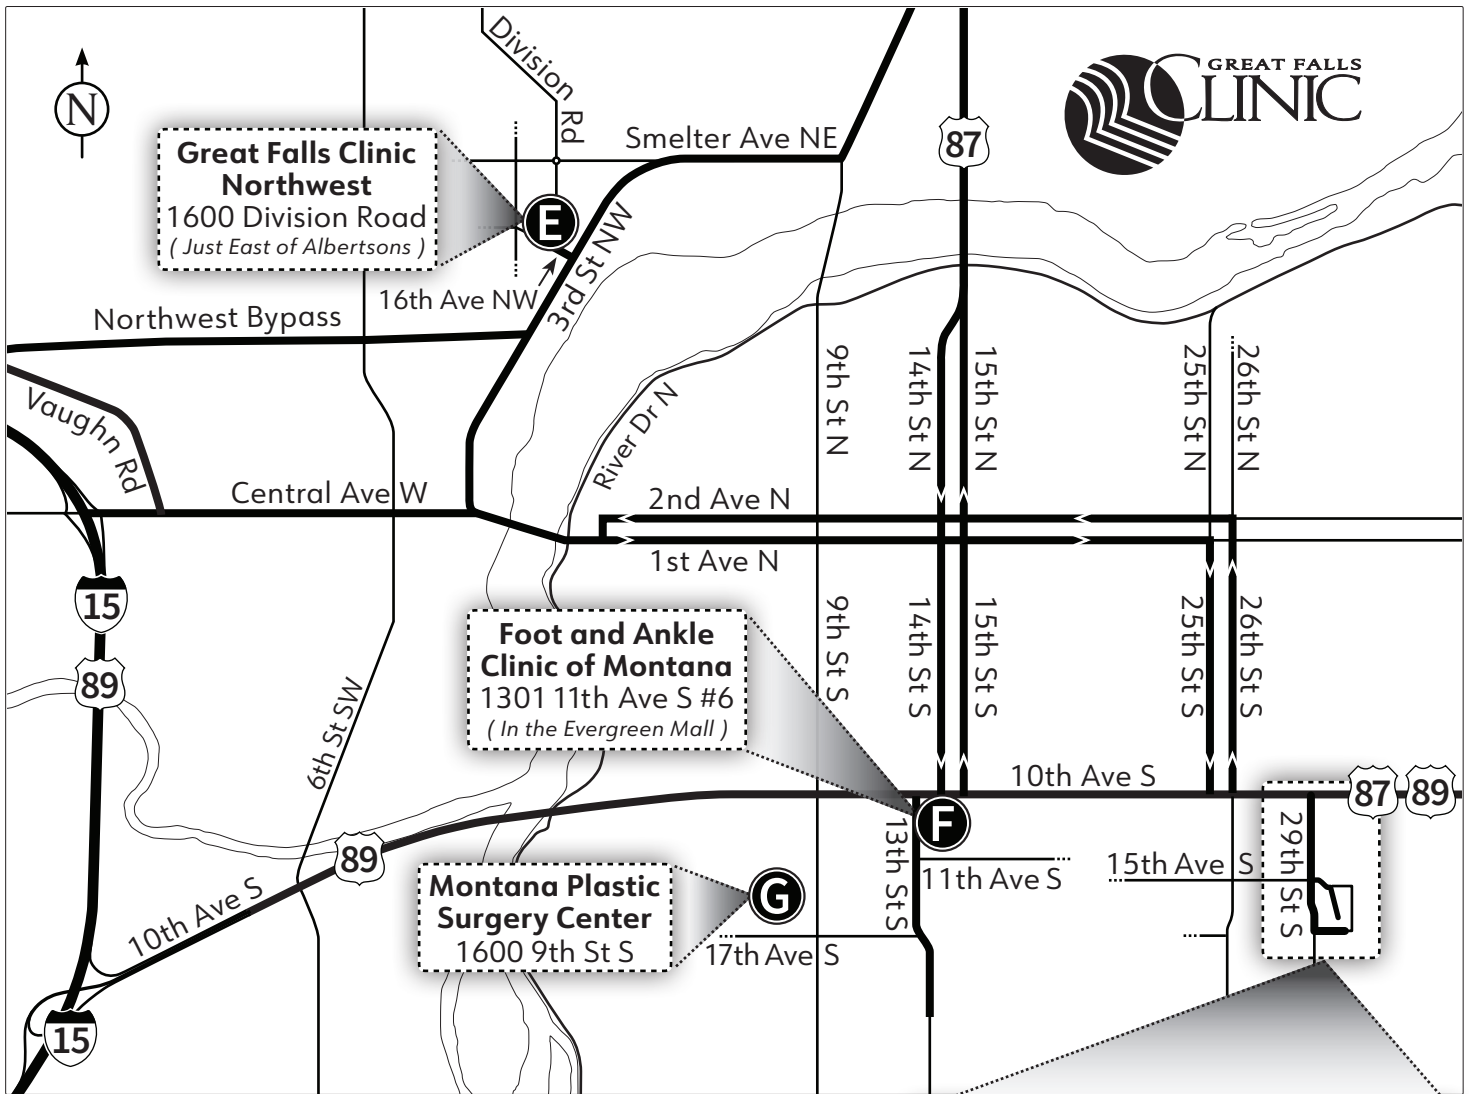 Division
Rd
GREAT FALLS
CLINIC
N
Smelter Ave NE
87
Great Falls Clinic
Northwest
1600 Division Road
( Just East of Albertsons )
E
3rd St NW
16th Ave NW
Northwest Bypass
Vaughn Rd
River Dr N
9th St N
14th St N
15th St N
25th St N
26th St N
Central Ave W
2nd Ave N
1st Ave N
15
89
6th St SW
Foot and Ankle
Clinic of Montana
1301 11th Ave S #6
( In the Evergreen Mall )
9th St S
14th St S
15th St S
25th St S
26th St S
10th Ave S
87
89
F
89
13th St S
11th Ave S
15th Ave S
29th St S
10th Ave S
Montana Plastic
Surgery Center
1600 9th St S
G
17th Ave S
15